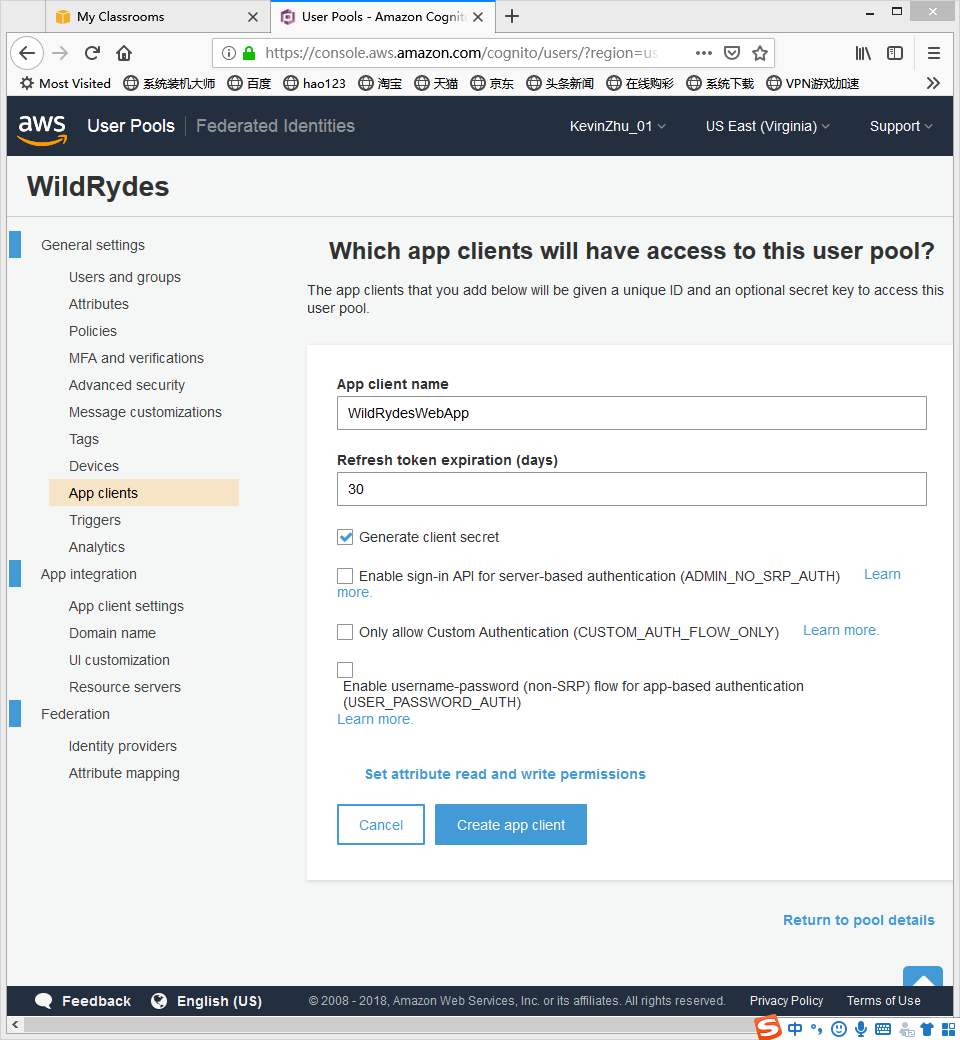 My Classrooms
User Pools - Amazon Cognit
https://console.aws.amazon.com/cognito/users/?region=us
Most Visited 系统装机大师 百度 hao123 淘宝 天猫 京东 头条新闻 在线购彩 系统下载 VPN游戏加速
aws User Pools Federated Identities KevinZhu_01 US East (Virginia) Support
WildRydes
General settings
Users and groups
Attributes
Policies
MFA and verifications
Advanced security
Message customizations
Tags
Devices
App clients
Triggers
Analytics
App integration
App client settings
Domain name
UI customization
Resource servers
Federation
Identity providers
Attribute mapping
Which app clients will have access to this user pool?
The app clients that you add below will be given a unique ID and an optional secret key to access this
user pool.
App client name
WildRydesWebApp
Refresh token expiration (days)
30
Generate client secret
Enable sign-in API for server-based authentication (ADMIN_NO_SRP_AUTH) Learn
more.
Only allow Custom Authentication (CUSTOM_AUTH_FLOW_ONLY) Learn more.
Enable username-password (non-SRP) flow for app-based authentication
(USER_PASSWORD_AUTH)
Learn more.
Set attribute read and write permissions
Cancel Create app client
Return to pool details
Feedback English (US) © 2008 - 2018, Amazon Web Services, Inc. or its affiliates. All rights reserved. Privacy Policy Terms of Use
S 中